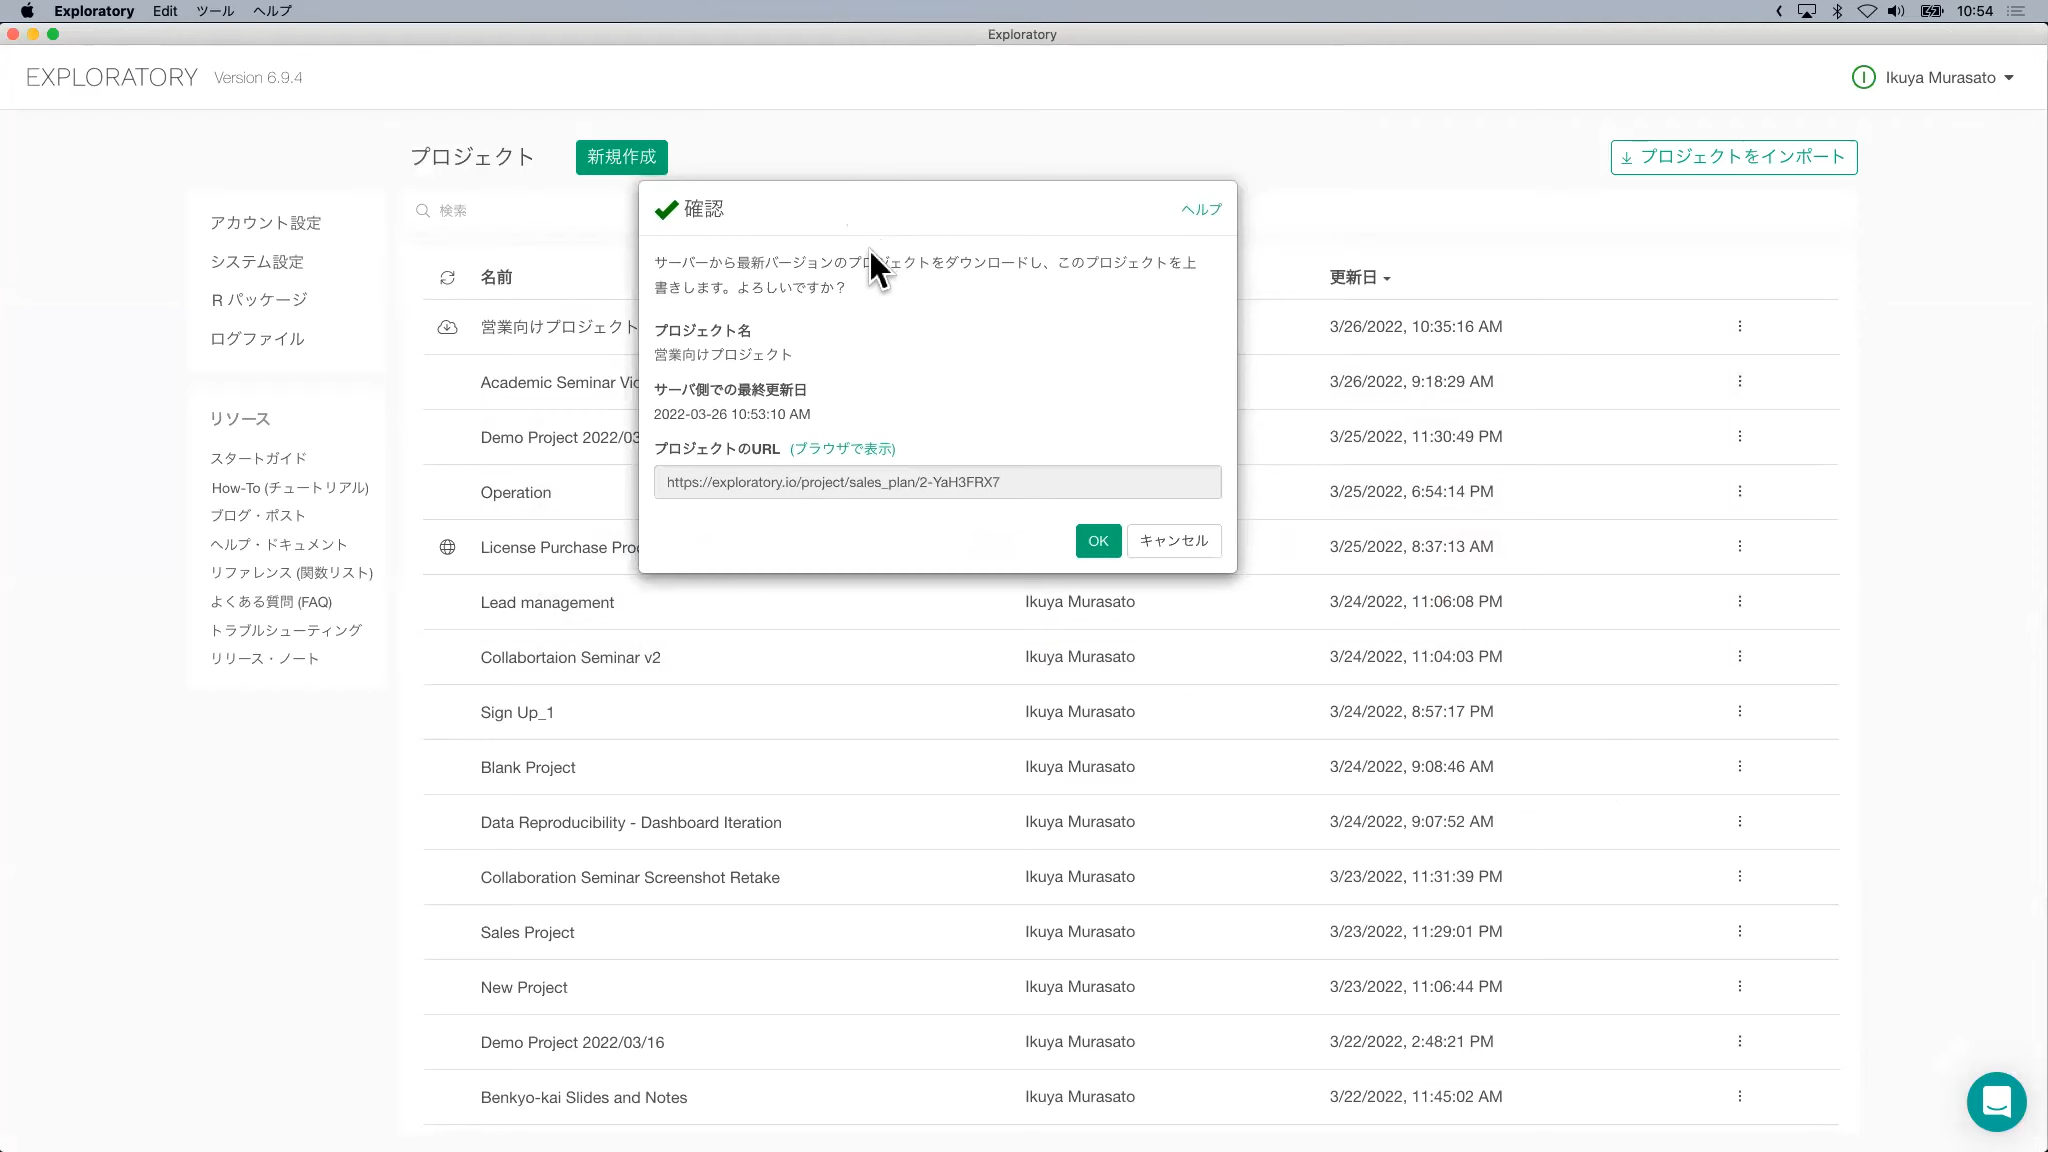 Exploratory Edit ツール ヘルプ 10:54
Exploratory
EXPLORATORY Version 6.9.4 Ikuya Murasato
プロジェクト 新規作成 プロジェクトをインポート
アカウント設定
システム設定
R パッケージ
ログファイル
リソース
スタートガイド
How-To (チュートリアル)
ブログ・ポスト
ヘルプ・ドキュメント
リファレンス (関数リスト)
よくある質問 (FAQ)
トラブルシューティング
リリース・ノート
検索
確認 ヘルプ
サーバーから最新バージョンのプロジェクトをダウンロードし、このプロジェクトを上
書きします。よろしいですか？
プロジェクト名
営業向けプロジェクト
サーバ側での最終更新日
2022-03-26 10:53:10 AM
プロジェクトのURL (ブラウザで表示)
https://exploratory.io/project/sales_plan/2-YaH3FRX7
OK キャンセル
名前 更新日
営業向けプロジェクト 3/26/2022, 10:35:16 AM
Academic Seminar Vic 3/26/2022, 9:18:29 AM
Demo Project 2022/03 3/25/2022, 11:30:49 PM
Operation 3/25/2022, 6:54:14 PM
License Purchase Proc 3/25/2022, 8:37:13 AM
Lead management Ikuya Murasato 3/24/2022, 11:06:08 PM
Collabortaion Seminar v2 Ikuya Murasato 3/24/2022, 11:04:03 PM
Sign Up_1 Ikuya Murasato 3/24/2022, 8:57:17 PM
Blank Project Ikuya Murasato 3/24/2022, 9:08:46 AM
Data Reproducibility - Dashboard Iteration Ikuya Murasato 3/24/2022, 9:07:52 AM
Collaboration Seminar Screenshot Retake Ikuya Murasato 3/23/2022, 11:31:39 PM
Sales Project Ikuya Murasato 3/23/2022, 11:29:01 PM
New Project Ikuya Murasato 3/23/2022, 11:06:44 PM
Demo Project 2022/03/16 Ikuya Murasato 3/22/2022, 2:48:21 PM
Benkyo-kai Slides and Notes Ikuya Murasato 3/22/2022, 11:45:02 AM